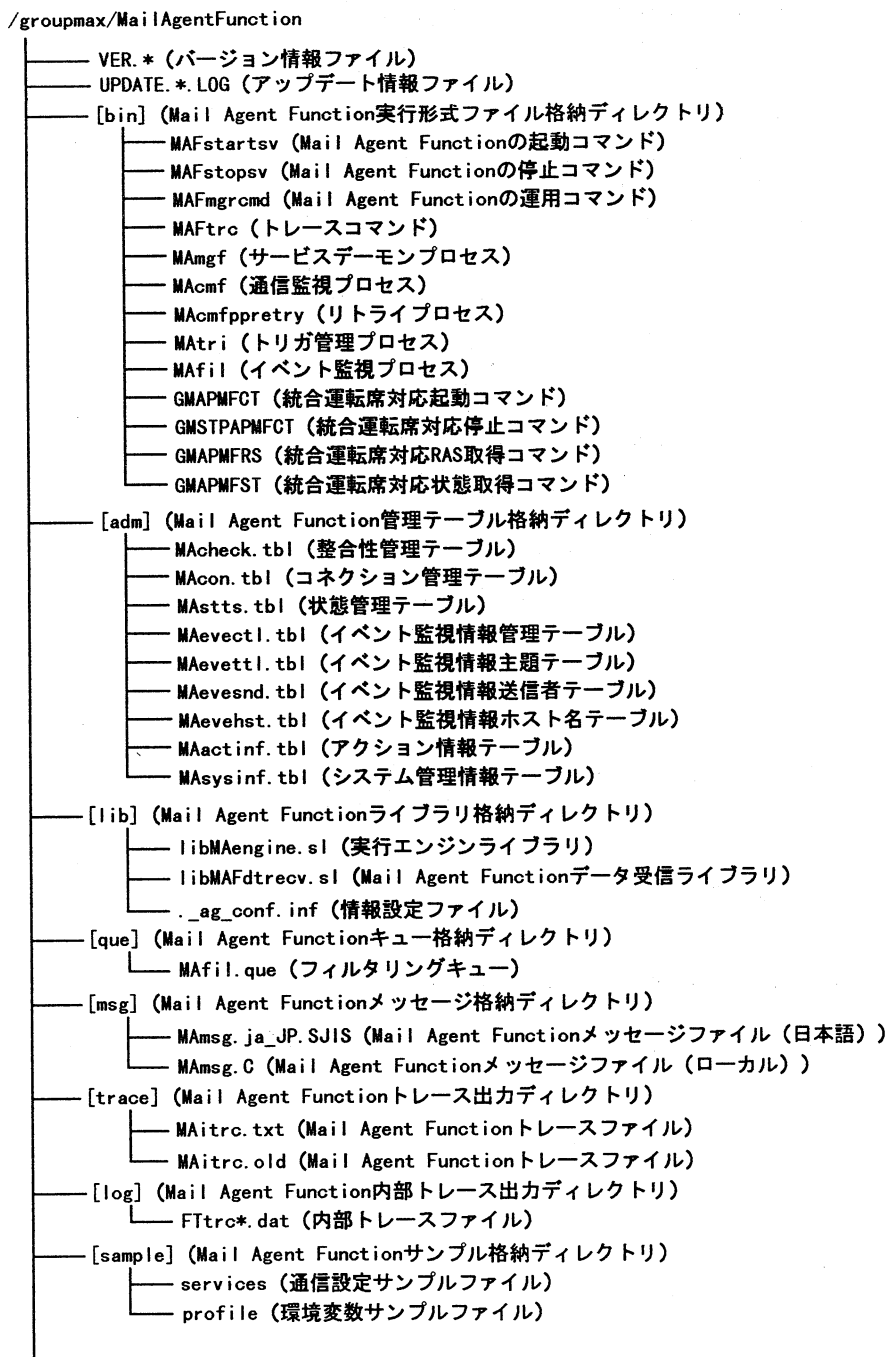 /groupmax/MailAgentFunction
VER.* (バージョン情報ファイル)
UPDATE.*.LOG (アップデート情報ファイル)
[bin] (Mail Agent Function実行形式ファイル格納ディレクトリ)
MAFstartsv (Mail Agent Functionの起動コマンド)
MAFstopsv (Mail Agent Functionの停止コマンド)
MAFmgrcmd (Mail Agent Functionの運用コマンド)
MAFtrc (トレースコマンド)
MAmgf (サービスデーモンプロセス)
MAcmf (通信監視プロセス)
MAcmfppretry (リトライプロセス)
MAtri (トリガ管理プロセス)
MAfil (イベント監視プロセス)
GMAPMFCT (統合運転席対応起動コマンド)
GMSTPAPMFCT (統合運転席対応停止コマンド)
GMAPMFRS (統合運転席対応RAS取得コマンド)
GMAPMFST (統合運転席対応状態取得コマンド)
[adm] (Mail Agent Function管理テーブル格納ディレクトリ)
MAcheck.tbl (整合性管理テーブル)
MAcon.tbl (コネクション管理テーブル)
MAstts.tbl (状態管理テーブル)
MAevectl.tbl (イベント監視情報管理テーブル)
MAevettl.tbl (イベント監視情報主題テーブル)
MAevesnd.tbl (イベント監視情報送信者テーブル)
MAevehst.tbl (イベント監視情報ホスト名テーブル)
MAactinf.tbl (アクション情報テーブル)
MAsysinf.tbl (システム管理情報テーブル)
[lib] (Mail Agent Functionライブラリ格納ディレクトリ)
libMAengine.sl (実行エンジンライブラリ)
libMAFdtrecv.sl (Mail Agent Functionデータ受信ライブラリ)
._ag_conf.inf (情報設定ファイル)
[que] (Mail Agent Functionキュー格納ディレクトリ)
MAfil.que (フィルタリングキュー)
[msg] (Mail Agent Functionメッセージ格納ディレクトリ)
MAmsg.ja_JP.SJIS (Mail Agent Functionメッセージファイル (日本語) )
MAmsg.C (Mail Agent Functionメッセージファイル (ローカル) )
[trace] (Mail Agent Functionトレース出力ディレクトリ)
MAitrc.txt (Mail Agent Functionトレースファイル)
MAitrc.old (Mail Agent Functionトレースファイル)
[log] (Mail Agent Function内部トレース出力ディレクトリ)
FTtrc*.dat (内部トレースファイル)
[sample] (Mail Agent Functionサンプル格納ディレクトリ)
services (通信設定サンプルファイル)
profile (環境変数サンプルファイル)